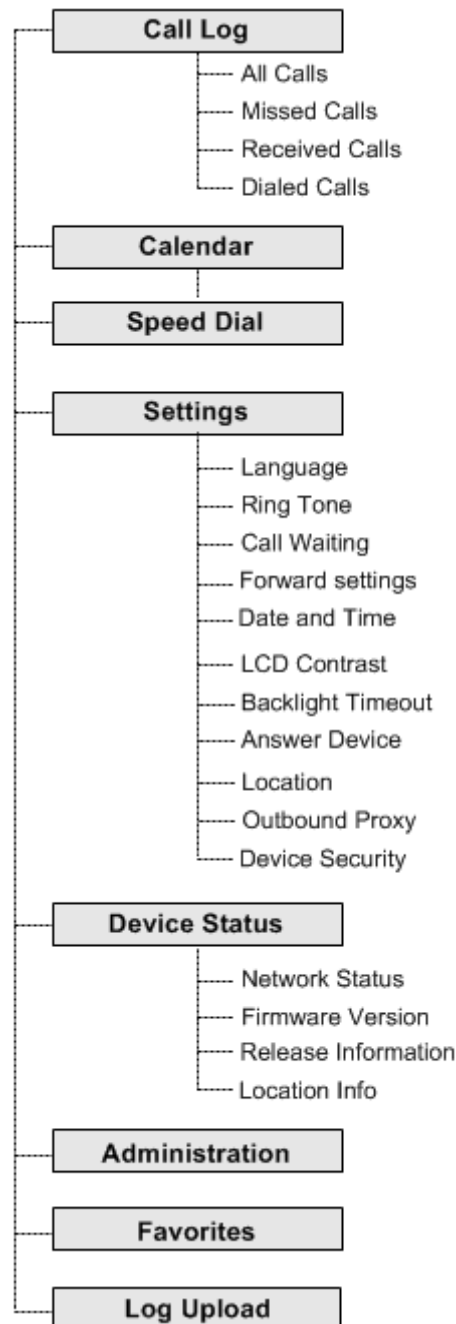 Call Log
All Calls
Missed Calls
Received Calls
Dialed Calls
Calendar
Speed Dial
Settings
Language
Ring Tone
Call Waiting
Forward settings
Date and Time
LCD Contrast
Backlight Timeout
Answer Device
Location
Outbound Proxy
Device Security
Device Status
Network Status
Firmware Version
Release Information
Location Info
Administration
Favorites
Log Upload